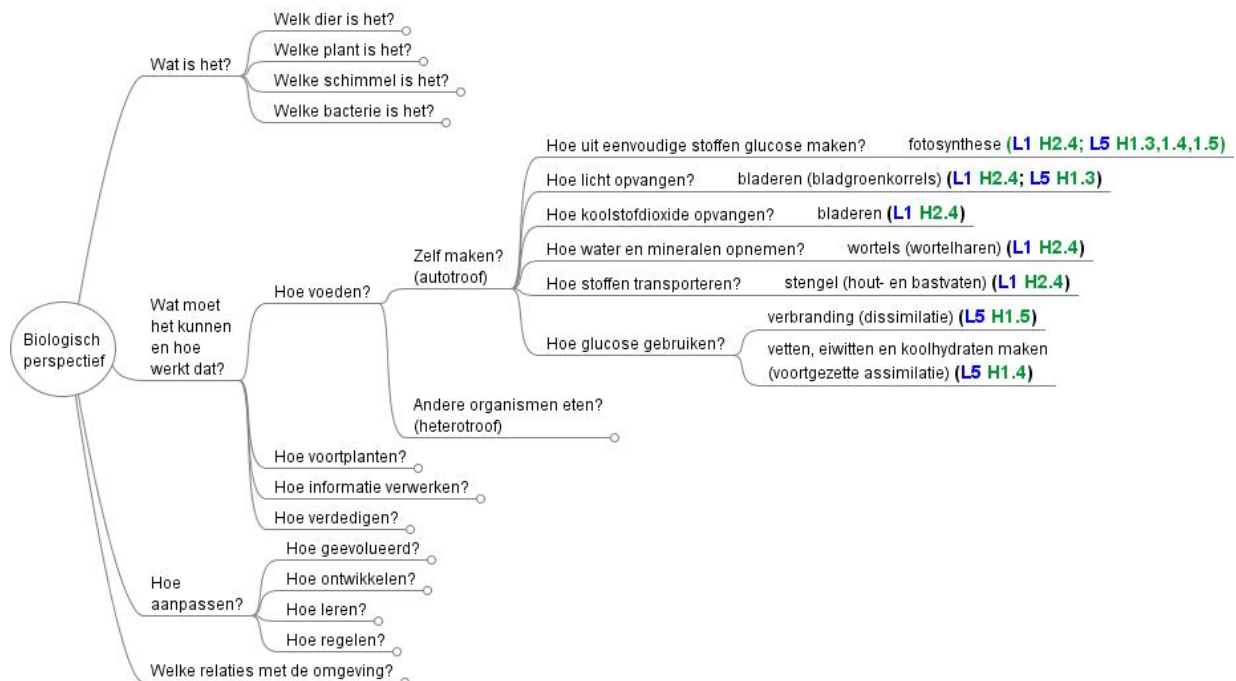 Biologisch
perspectief
Wat is het?
Welk dier is het?
Welke plant is het?
Welke schimmel is het?
Welke bacterie is het?
Wat moet
het kunnen
en hoe
werkt dat?
Hoe voeden?
Zelf maken?
(autotroof)
Hoe uit eenvoudige stoffen glucose maken?
fotosynthese (L1 H2.4; L5 H1.3,1.4,1.5)
Hoe licht opvangen?
bladeren (bladgroenkorrels) (L1 H2.4; L5 H1.3)
Hoe koolstofdioxide opvangen?
bladeren (L1 H2.4)
Hoe water en mineralen opnemen?
wortels (wortelharen) (L1 H2.4)
Hoe stoffen transporteren?
stengel (hout- en bastvaten) (L1 H2.4)
Hoe glucose gebruiken?
verbranding (dissimilatie) (L5 H1.5)
vetten, eiwitten en koolhydraten maken
(voortgezette assimilatie) (L5 H1.4)
Andere organismen eten?
(heterotroof)
Hoe voortplanten?
Hoe informatie verwerken?
Hoe verdedigen?
Hoe
aanpassen?
Hoe geevolueerd?
Hoe ontwikkelen?
Hoe leren?
Hoe regelen?
Welke relaties met de omgeving?